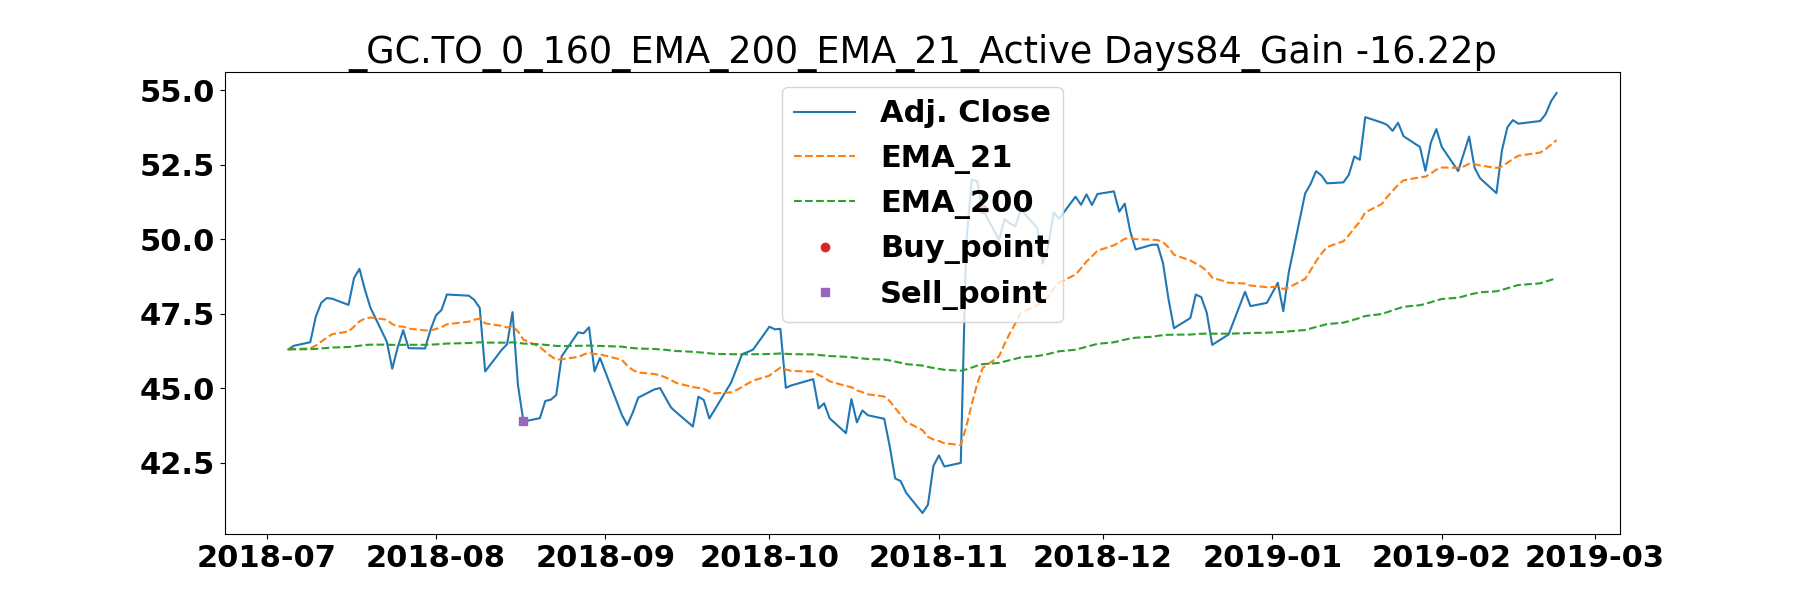 _GC.TO_0_160_EMA_200_EMA_21_Active Days84_Gain -16.22p
55.0
52.5
50.0
47.5
45.0
42.5
Adj. Close
EMA_21
EMA_200
Buy_point
Sell_point
2018-07 2018-08 2018-09 2018-10 2018-11 2018-12 2019-01 2019-02 2019-03